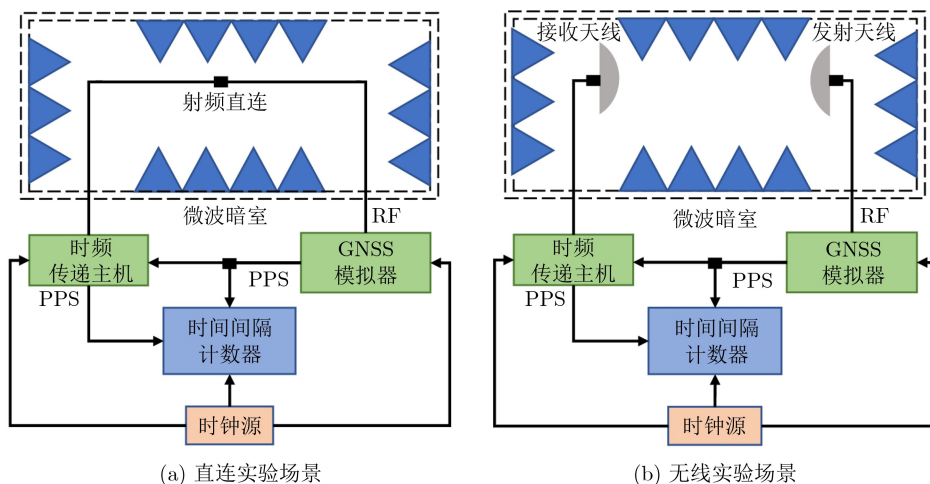 射频直连
微波暗室
RF
时频
传递主机
GNSS
模拟器
PPS
PPS
时间间隔
计数器
时钟源
(a) 直连实验场景
接收天线
发射天线
微波暗室
RF
时频
传递主机
GNSS
模拟器
PPS
PPS
时间间隔
计数器
时钟源
(b) 无线实验场景